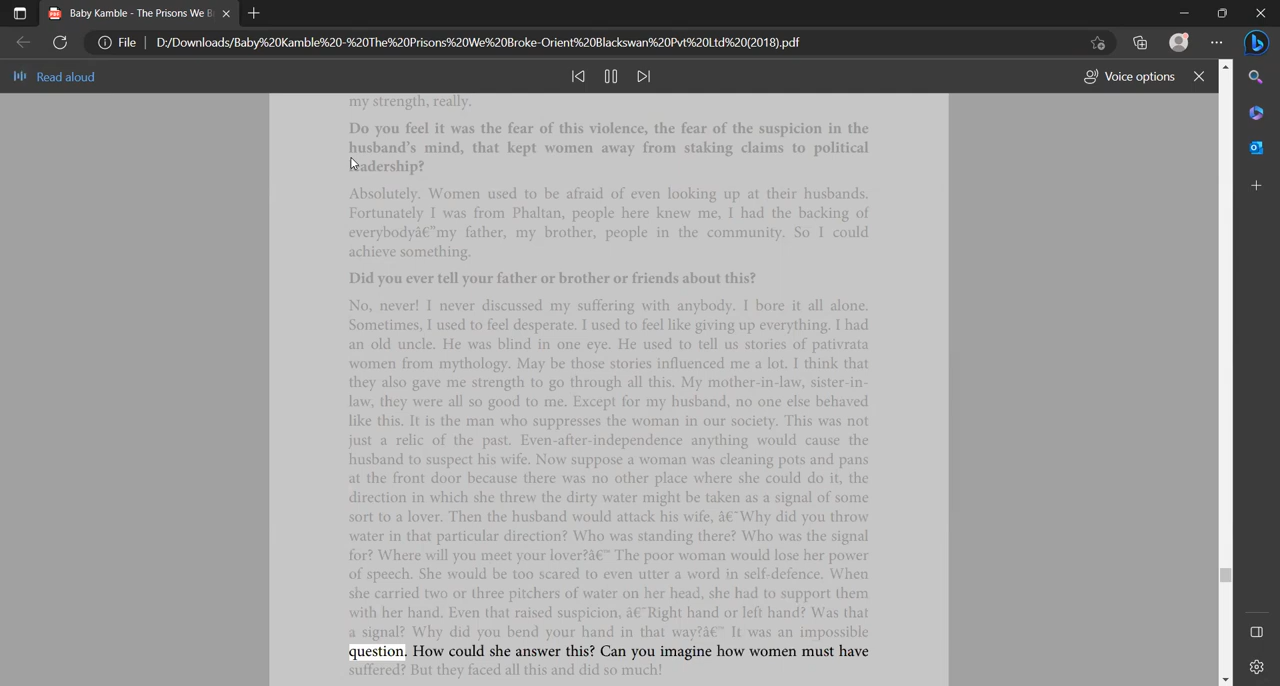 Baby Kamble - The Prisons We B
File
D:/Downloads/Baby%20Kamble%20-%20The%20Prisons%20We%20Broke-Orient%20Blackswan%20Pvt%20Ltd%20(2018).pdf
Read aloud
Voice options
my strength, really.
Do you feel it was the fear of this violence, the fear of the suspicion in the
husband's mind, that kept women away from staking claims to political
leadership?
Absolutely. Women used to be afraid of even looking up at their husbands.
Fortunately I was from Phaltan, people here knew me, I had the backing of
everybodyâ€”my father, my brother, people in the community. So I could
achieve something.
Did you ever tell your father or brother or friends about this?
No, never! I never discussed my suffering with anybody. I bore it all alone.
Sometimes, I used to feel desperate. I used to feel like giving up everything. I had
an old uncle. He was blind in one eye. He used to tell us stories of pativrata
women from mythology. May be those stories influenced me a lot. I think that
they also gave me strength to go through all this. My mother-in-law, sister-in-
law, they were all so good to me. Except for my husband, no one else behaved
like this. It is the man who suppresses the woman in our society. This was not
just a relic of the past. Even-after-independence anything would cause the
husband to suspect his wife. Now suppose a woman was cleaning pots and pans
at the front door because there was no other place where she could do it, the
direction in which she threw the dirty water might be taken as a signal of some
sort to a lover. Then the husband would attack his wife, â€˜Why did you throw
water in that particular direction? Who was standing there? Who was the signal
for? Where will you meet your lover?â€™ The poor woman would lose her power
of speech. She would be too scared to even utter a word in self-defence. When
she carried two or three pitchers of water on her head, she had to support them
with her hand. Even that raised suspicion, â€˜Right hand or left hand? Was that
a signal? Why did you bend your hand in that way?â€™ It was an impossible
question. How could she answer this? Can you imagine how women must have
suffered? But they faced all this and did so much!